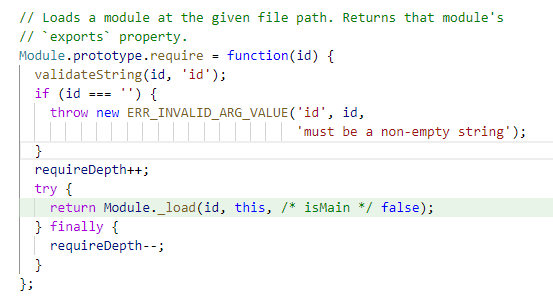 // Loads a module at the given file path. Returns that module's
// `exports` property.
Module.prototype.require = function(id) {
  validateString(id, 'id');
  if (id === '') {
    throw new ERR_INVALID_ARG_VALUE('id', id,
                                    'must be a non-empty string');
  }
  requireDepth++;
  try {
    return Module._load(id, this, /* isMain */ false);
  } finally {
    requireDepth--;
  }
};